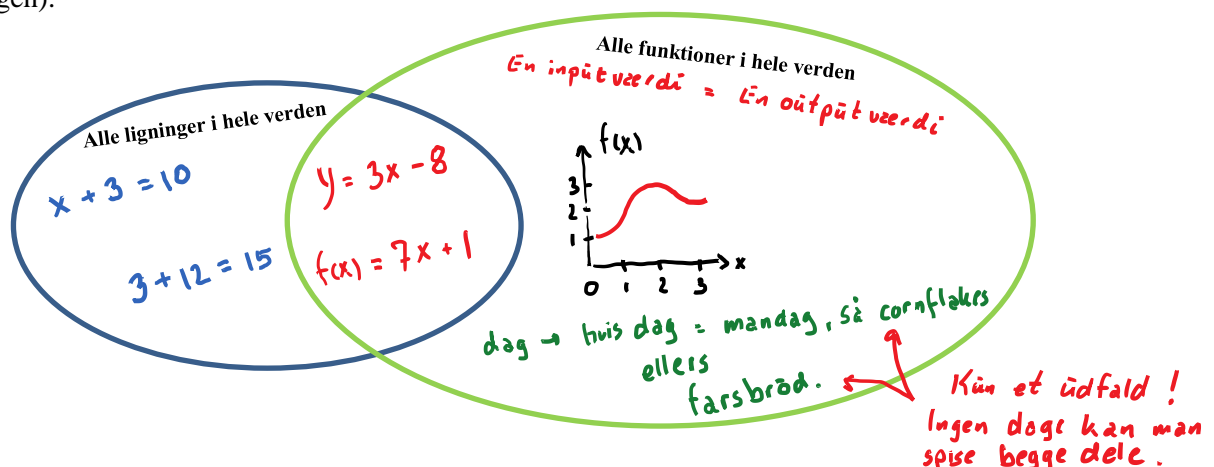 gen).
Alle ligninger i hele verden
x + 3 = 10
3 + 12 = 15
y = 3x - 8
f(x) = 7x + 1
Alle funktioner i hele verden
En inputværdi = En outputværdi
f(x)
3
2
1
0 1 2 3
x
dag → hvis dag = mandag, så cornflakes
ellers
farsbrød.
Kun et udfald !
Ingen dage kan man
spise begge dele.